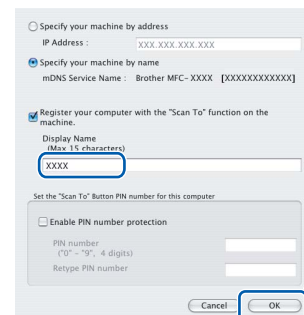 Specify your machine by address
IP Address : XXX.XXX.XXX.XXX
Specify your machine by name
mDNS Service Name : Brother MFC-XXXX [XXXXXXXXXXXX]
Register your computer with the "Scan To" function on the
machine.
Display Name
(Max 15 characters)
XXXX
Set the "Scan To" Button PIN number for this computer
Enable PIN number protection
PIN number
("0" - "9", 4 digits)
Retype PIN number
Cancel OK